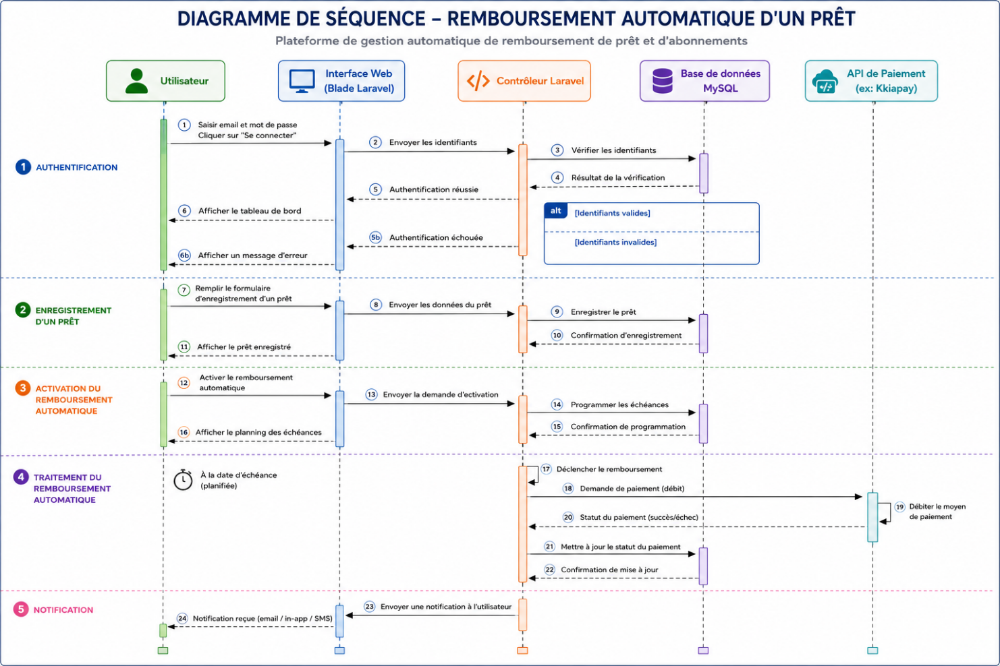 DIAGRAMME DE SÉQUENCE – REMBOURSEMENT AUTOMATIQUE D'UN PRÊT
Plateforme de gestion automatique de remboursement de prêt et d'abonnements
Utilisateur
Interface Web
(Blade Laravel)
</> Contrôleur Laravel
Base de données
MySQL
</>
API de Paiement
(ex: Kkiapay)
1 AUTHENTIFICATION
1 Saisir email et mot de passe
Cliquer sur "Se connecter"
2 Envoyer les identifiants
3 Vérifier les identifiants
4 Résultat de la vérification
5 Authentification réussie
6 Afficher le tableau de bord
alt [Identifiants valides]
[Identifiants invalides]
5b Authentification échouée
6b Afficher un message d'erreur
2 ENREGISTREMENT
D'UN PRÊT
7 Remplir le formulaire
d'enregistrement d'un prêt
8 Envoyer les données du prêt
9 Enregistrer le prêt
10 Confirmation d'enregistrement
11 Afficher le prêt enregistré
3 ACTIVATION DU
REMBOURSEMENT
AUTOMATIQUE
12 Activer le remboursement
automatique
13 Envoyer la demande d'ectivation
14 Programmer les échéances
15 Confirmation de programmation
16 Afficher le planning des échéances
4 TRAITEMENT DU
REMBOURSEMENT
AUTOMATIQUE
À la date d'échéance
(planifiée)
17 Déclencher le remboursement
18 Demande de paiement (débit)
19 Débiter le moyen
de paiement
20 Statut du paiement (succès/échec)
21 Mettre à jour le statut du paiement
22 Confirmation de mise à jour
5 NOTIFICATION
23 Envoyer une notification à l'utilisateur
24 Notification reçue (email / in-app / SMS)